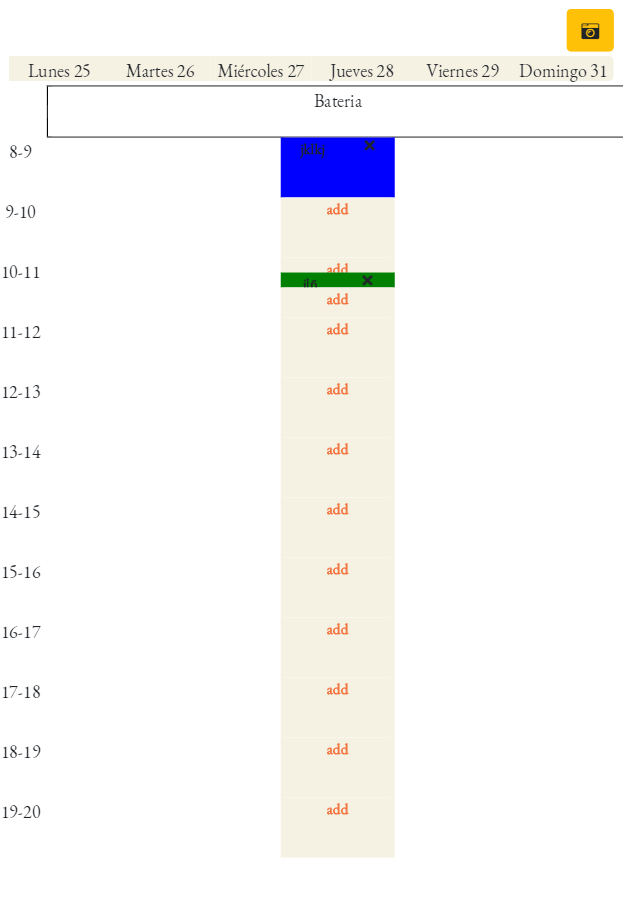 Lunes 25 Martes 26 Miércoles 27 Jueves 28 Viernes 29 Domingo 31
Bateria
8-9
9-10 add
10-11 add
add
11-12 add
12-13 add
13-14 add
14-15 add
15-16 add
16-17 add
17-18 add
18-19 add
19-20 add